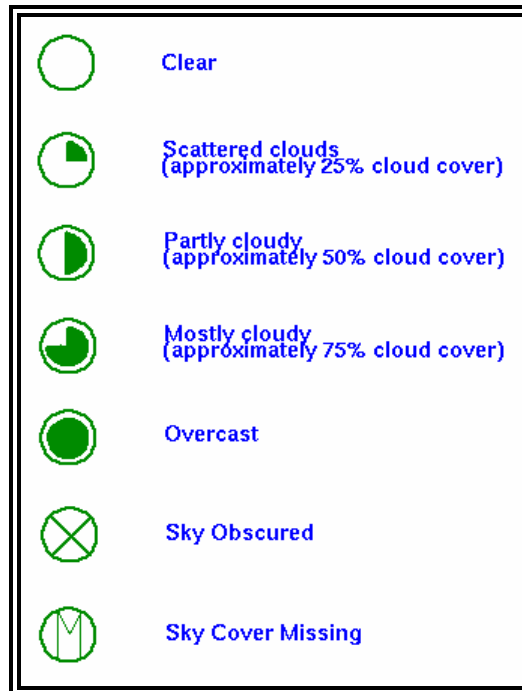 Clear
Scattered clouds
(approximately 25% cloud cover)
Partly cloudy
(approximately 50% cloud cover)
Mostly cloudy
(approximately 75% cloud cover)
Overcast
Sky Obscured
M
Sky Cover Missing